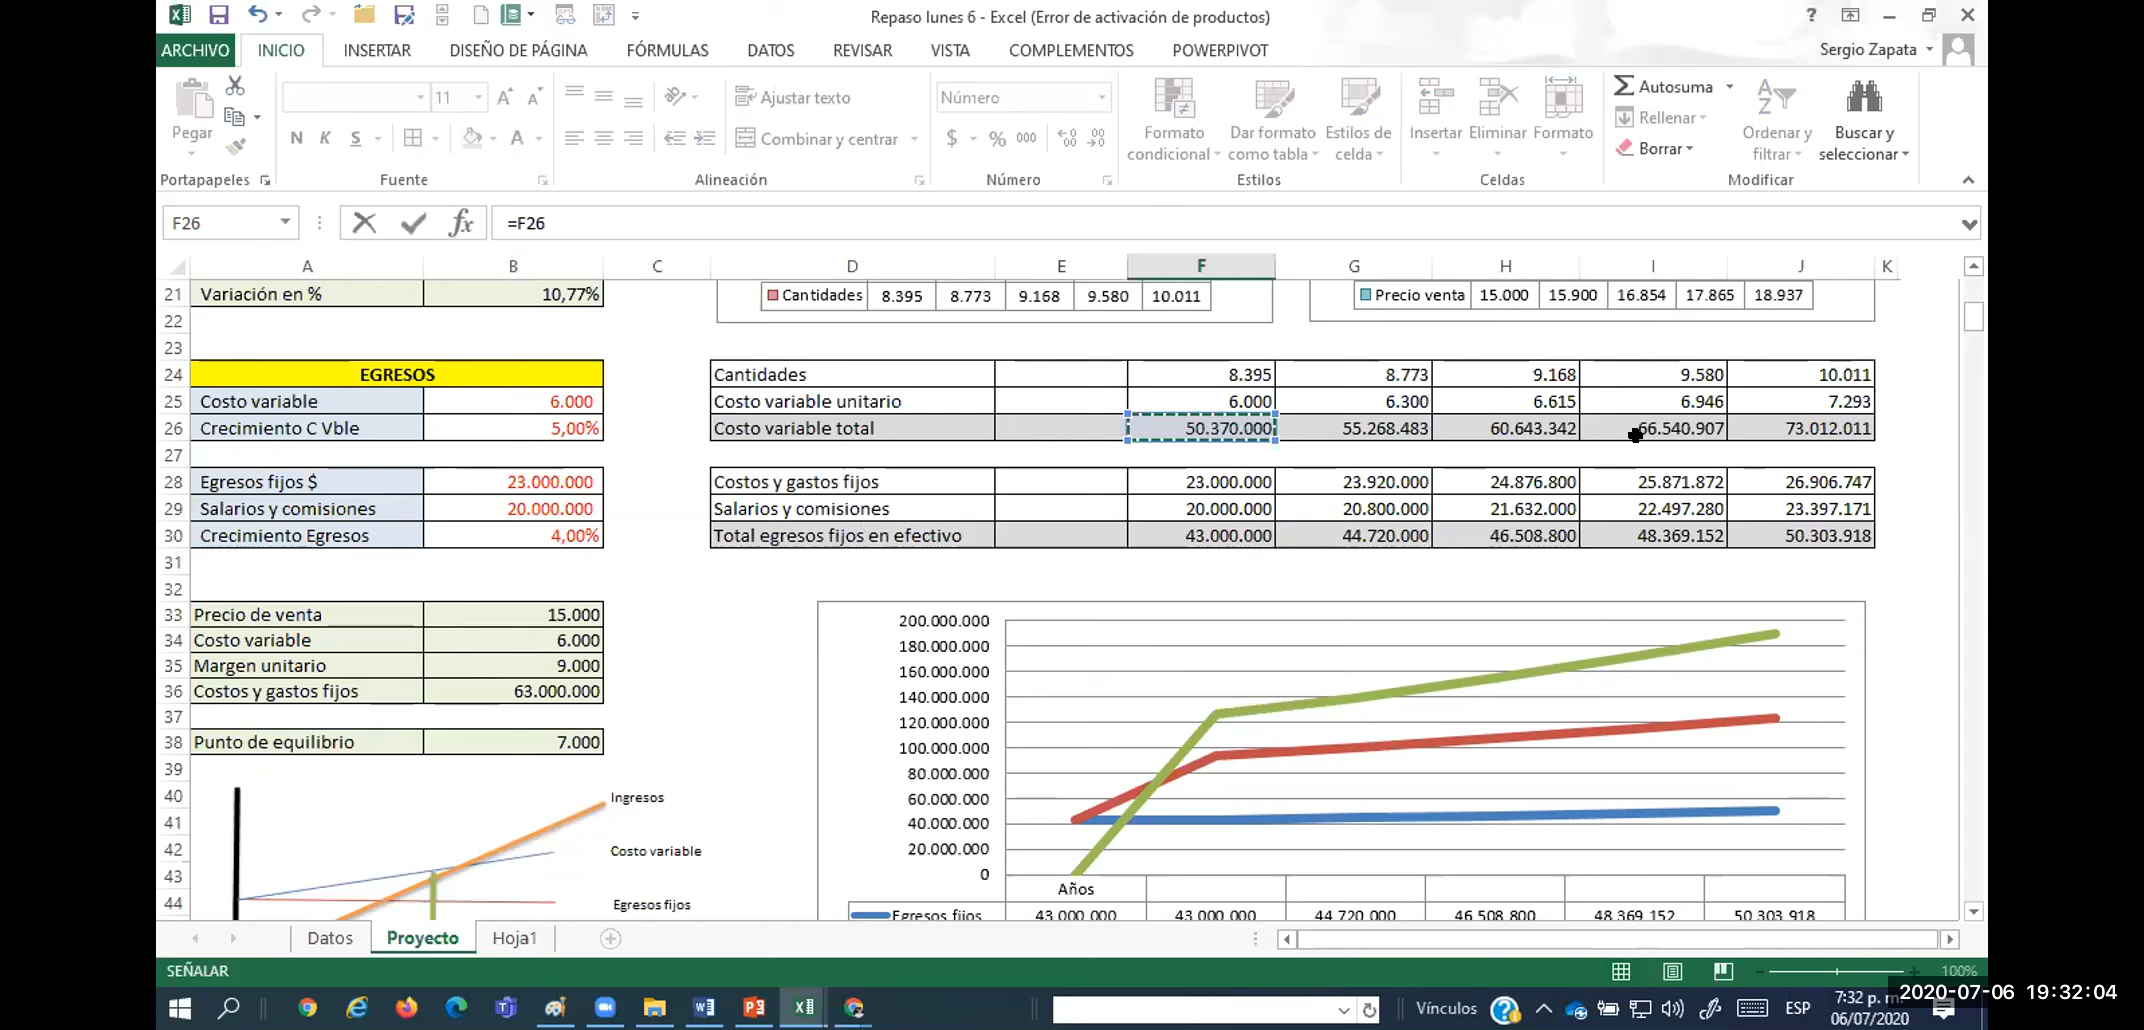 Repaso lunes 6 - Excel (Error de activación de productos)
ARCHIVO INICIO INSERTAR DISEÑO DE PÁGINA FÓRMULAS DATOS REVISAR VISTA COMPLEMENTOS POWERPIVOT Sergio Zapata
11 Ajustar texto Número Autosuma
Pegar Formato condicional Dar formato como tabla Estilos de celda Insertar Eliminar Formato Rellenar Ordenar y filtrar Buscar y seleccionar
N K S A Combinar y centrar $ % 000 Borrar
Portapapeles Fuente Alineación Número Estilos Celdas Modificar
F26 fx =F26
A B C D E F G H I J K
21 Variación en % 10,77% Cantidades 8.395 8.773 9.168 9.580 10.011 Precio venta 15.000 15.900 16.854 17.865 18.937
22
23
24 EGRESOS Cantidades 8.395 8.773 9.168 9.580 10.011
25 Costo variable 6.000 Costo variable unitario 6.000 6.300 6.615 6.946 7.293
26 Crecimiento C Vble 5,00% Costo variable total 50.370.000 55.268.483 60.643.342 66.540.907 73.012.011
27
28 Egresos fijos $ 23.000.000 Costos y gastos fijos 23.000.000 23.920.000 24.876.800 25.871.872 26.906.747
29 Salarios y comisiones 20.000.000 Salarios y comisiones 20.000.000 20.800.000 21.632.000 22.497.280 23.397.171
30 Crecimiento Egresos 4,00% Total egresos fijos en efectivo 43.000.000 44.720.000 46.508.800 48.369.152 50.303.918
31
32
33 Precio de venta 15.000
34 Costo variable 6.000
35 Margen unitario 9.000
36 Costos y gastos fijos 63.000.000
37
38 Punto de equilibrio 7.000
39
40
41
42
43
44
Ingresos
Costo variable
Egresos fijos
200.000.000
180.000.000
160.000.000
140.000.000
120.000.000
100.000.000
80.000.000
60.000.000
40.000.000
20.000.000
0
Años
Egresos fijos 43.000.000 43.000.000 44.720.000 46.508.800 48.369.152 50.303.918
Datos Proyecto Hoja1
SEÑALAR 100%
Vínculos ESP 7:32 p. m.
06/07/2020
2020-07-06 19:32:04